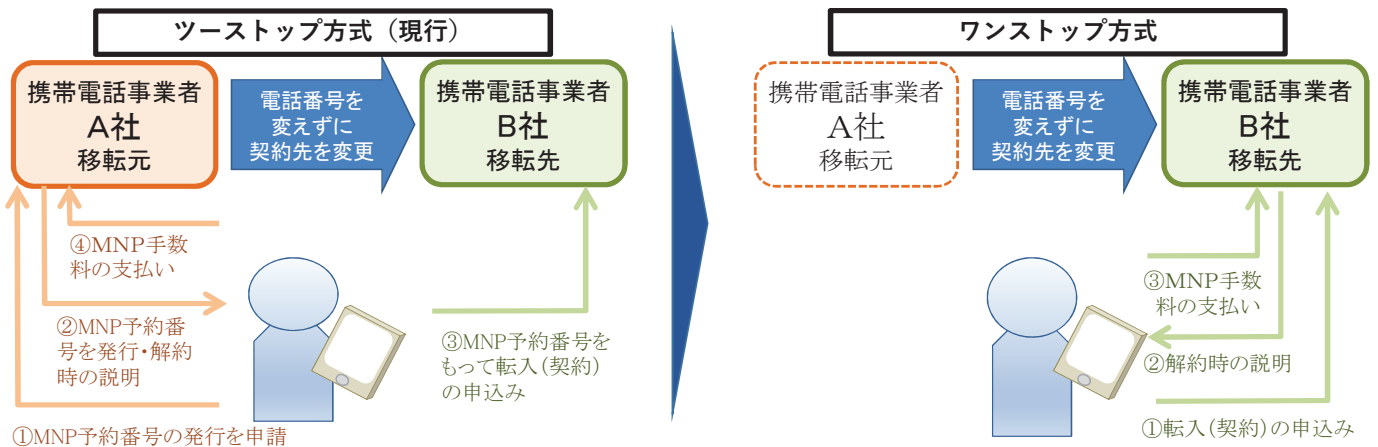 ツーストップ方式（現行）
携帯電話事業者
A社
移転元
電話番号を
変えずに
契約先を変更
携帯電話事業者
B社
移転先
④MNP手数
料の支払い
②MNP予約番
号を発行・解約
時の説明
③MNP予約番号を
もって転入（契約）
の申込み
①MNP予約番号の発行を申請
ワンストップ方式
携帯電話事業者
A社
移転元
電話番号を
変えずに
契約先を変更
携帯電話事業者
B社
移転先
③MNP手数
料の支払い
②解約時の説明
①転入（契約）の申込み